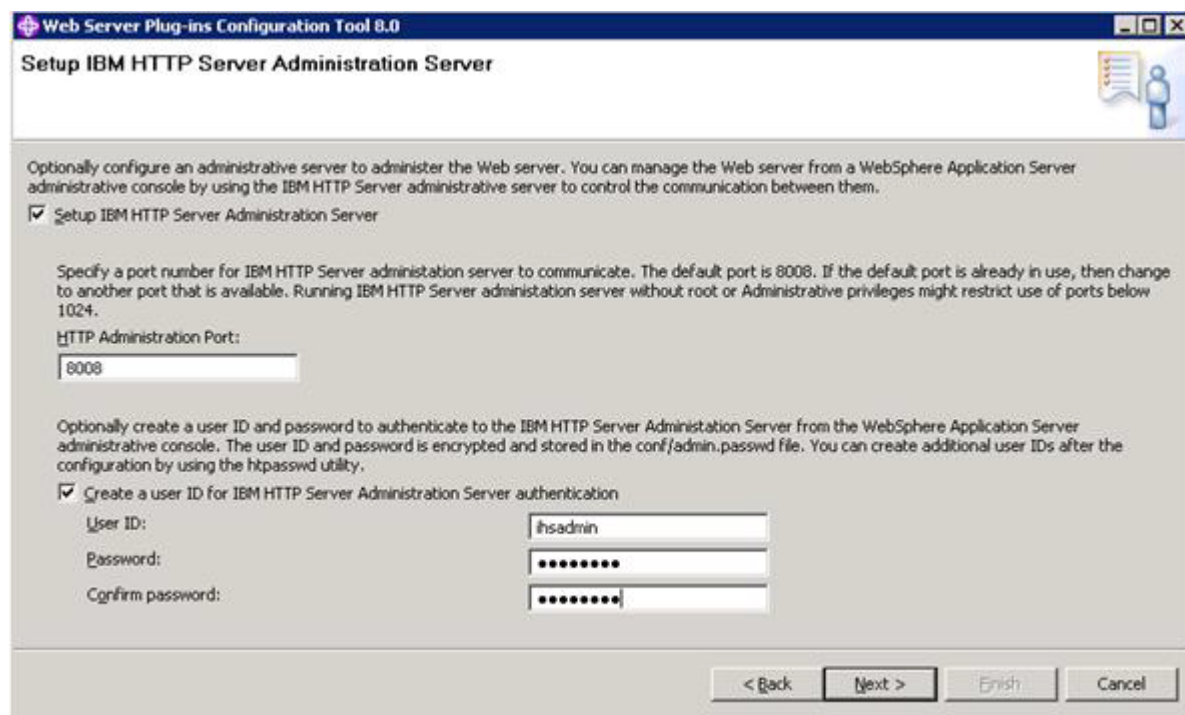 Web Server Plug-ins Configuration Tool 8.0
Setup IBM HTTP Server Administration Server
Optionally configure an administrative server to administer the Web server. You can manage the Web server from a WebSphere Application Server
administrative console by using the IBM HTTP Server administrative server to control the communication between them.
Setup IBM HTTP Server Administration Server
Specify a port number for IBM HTTP Server administation server to communicate. The default port is 8008. If the default port is already in use, then change
to another port that is available. Running IBM HTTP Server administation server without root or Administrative privileges might restrict use of ports below
1024.
HTTP Administration Port:
8008
Optionally create a user ID and password to authenticate to the IBM HTTP Server Administation Server from the WebSphere Application Server
administrative console. The user ID and password is encrypted and stored in the conf/admin.passwd file. You can create additional user IDs after the
configuration by using the htpasswd utility.
Create a user ID for IBM HTTP Server Administration Server authentication
User ID:
ihsadmin
Password:
●●●●●●●●
Confirm password:
●●●●●●●●
< Back Next > Finish Cancel